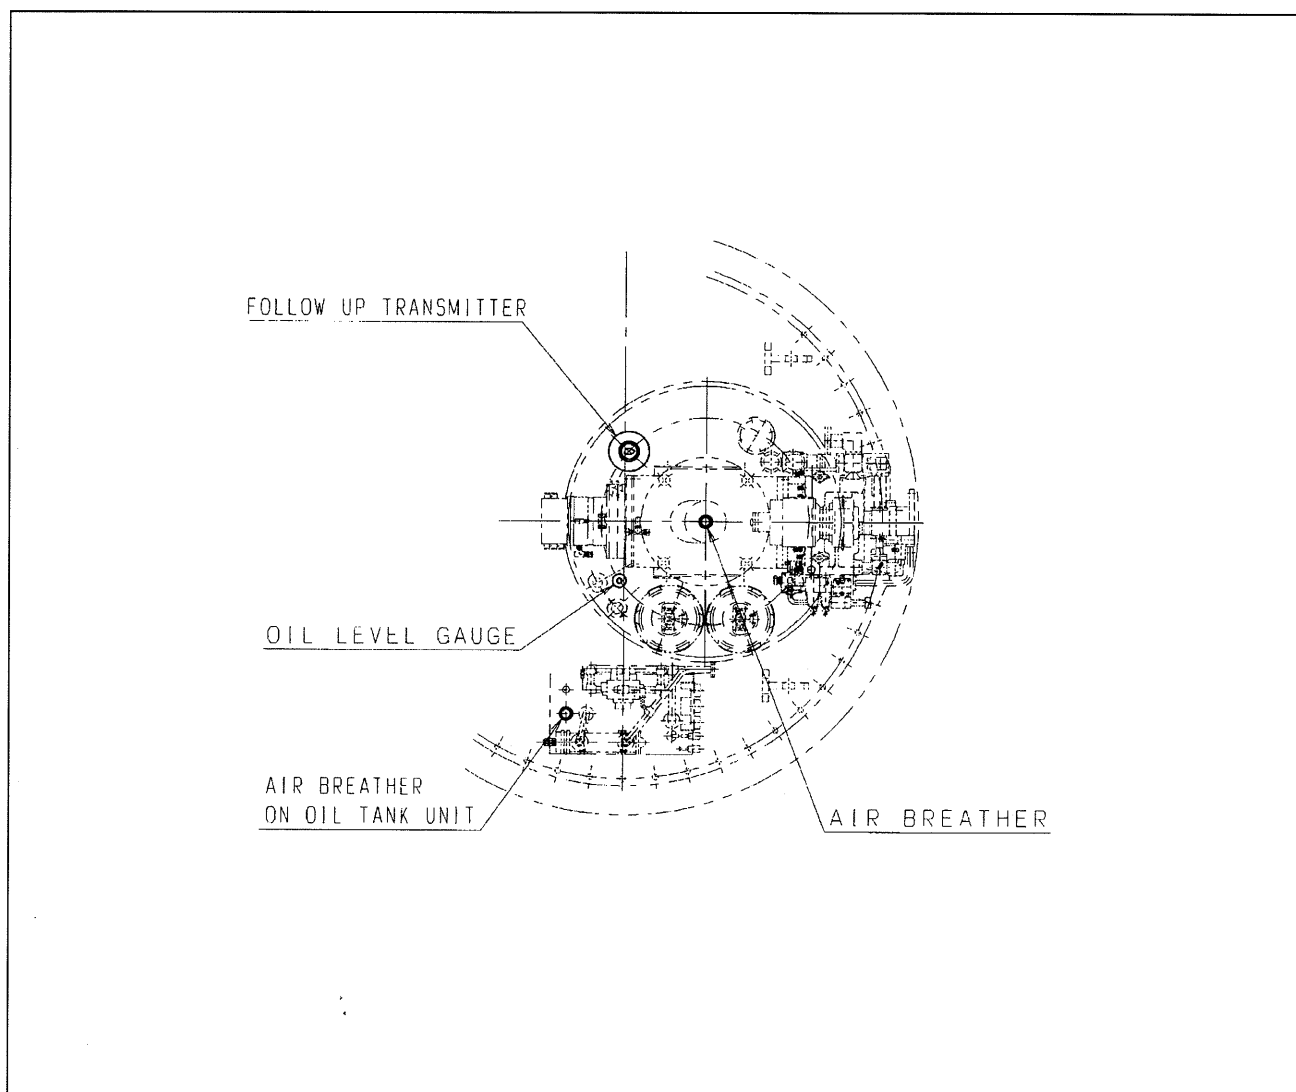 FOLLOW UP TRANSMITTER
OIL LEVEL GAUGE
AIR BREATHER
ON OIL TANK UNIT
AIR BREATHER